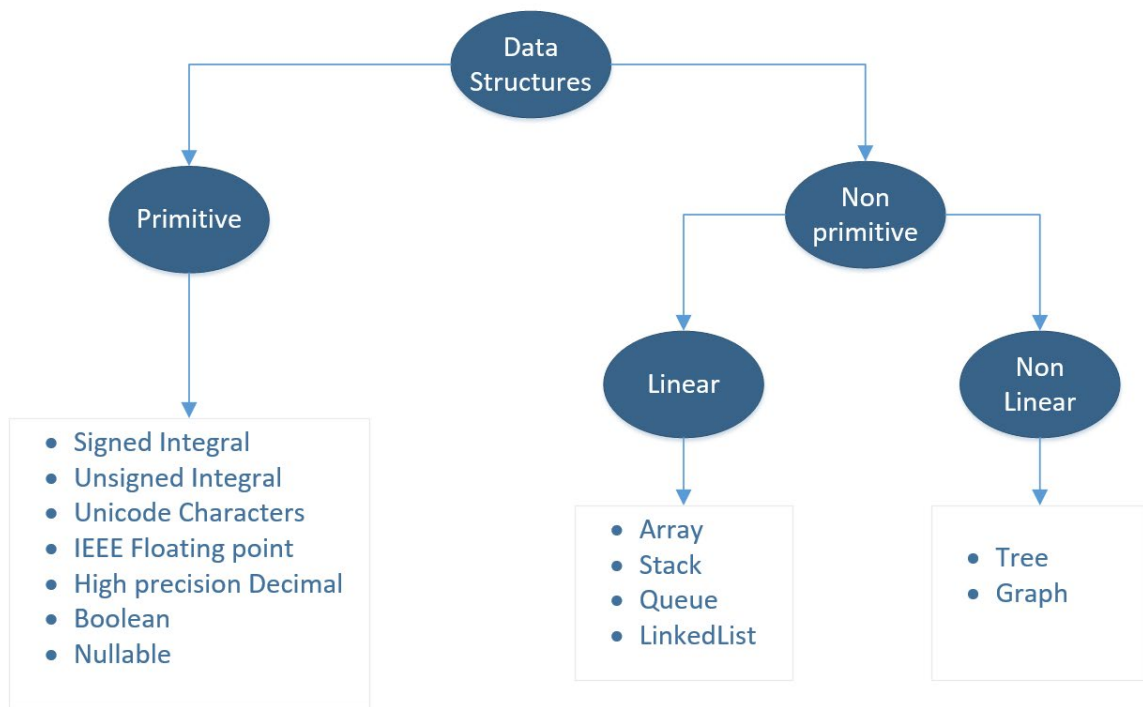 Data
Structures
Primitive
Non
primitive
Linear
Non
Linear
• Signed Integral
• Unsigned Integral
• Unicode Characters
• IEEE Floating point
• High precision Decimal
• Boolean
• Nullable
• Array
• Stack
• Queue
• LinkedList
• Tree
• Graph